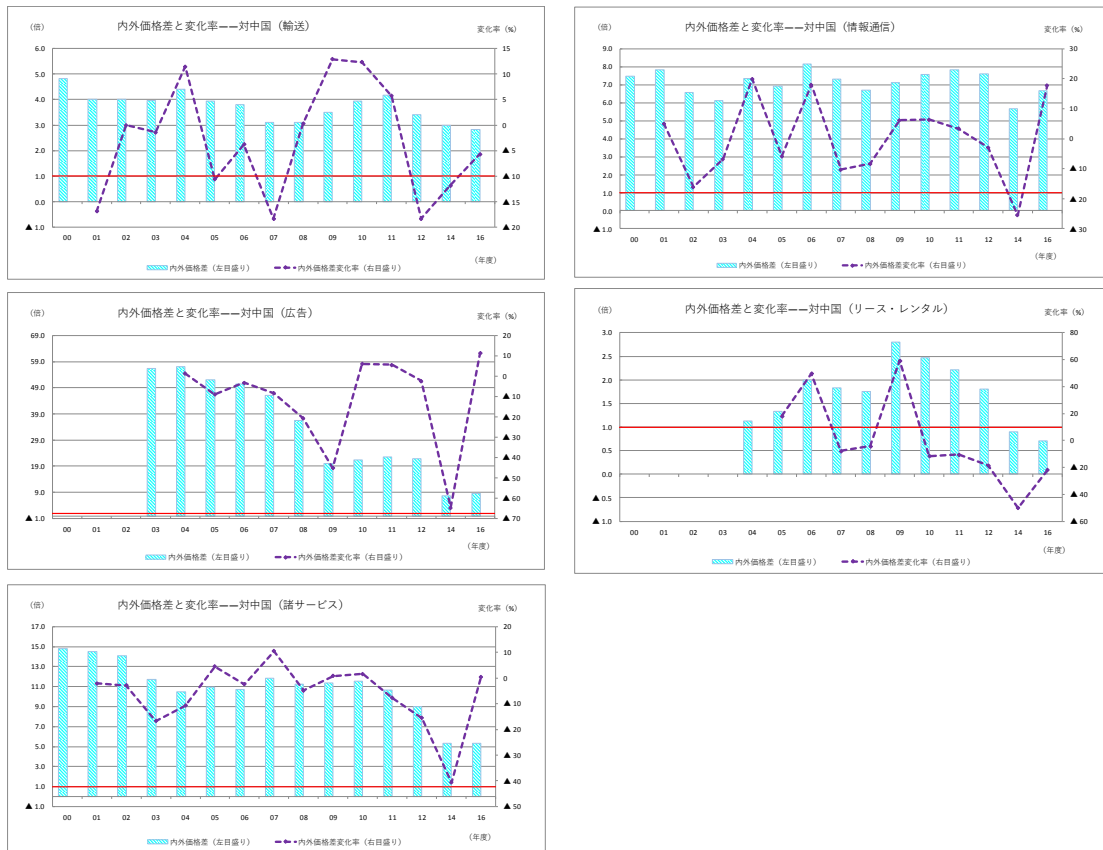 内外価格差と変化率――対中国（輸送）
（倍）
変化率（%）
6.0
5.0
4.0
3.0
2.0
1.0
0.0
▲ 1.0
15
10
5
0
▲ 5
▲ 10
▲ 15
▲ 20
00 01 02 03 04 05 06 07 08 09 10 11 12 14 16
（年度）
内外価格差（左目盛り） 内外価格差変化率（右目盛り）
内外価格差と変化率――対中国（情報通信）
（倍）
変化率（%）
9.0
8.0
7.0
6.0
5.0
4.0
3.0
2.0
1.0
0.0
▲ 1.0
30
20
10
0
▲ 10
▲ 20
▲ 30
00 01 02 03 04 05 06 07 08 09 10 11 12 14 16
（年度）
内外価格差（左目盛り） 内外価格差変化率（右目盛り）
内外価格差と変化率――対中国（広告）
（倍）
変化率（%）
69.0
59.0
49.0
39.0
29.0
19.0
9.0
▲ 1.0
20
10
0
▲ 10
▲ 20
▲ 30
▲ 40
▲ 50
▲ 60
▲ 70
00 01 02 03 04 05 06 07 08 09 10 11 12 14 16
（年度）
内外価格差（左目盛り） 内外価格差変化率（右目盛り）
内外価格差と変化率――対中国（リース・レンタル）
（倍）
変化率（%）
3.0
2.5
2.0
1.5
1.0
0.5
0.0
▲ 0.5
▲ 1.0
80
60
40
20
0
▲ 20
▲ 40
▲ 60
00 01 02 03 04 05 06 07 08 09 10 11 12 14 16
（年度）
内外価格差（左目盛り） 内外価格差変化率（右目盛り）
内外価格差と変化率――対中国（諸サービス）
（倍）
変化率（%）
17.0
15.0
13.0
11.0
9.0
7.0
5.0
3.0
1.0
▲ 1.0
20
10
0
▲ 10
▲ 20
▲ 30
▲ 40
▲ 50
00 01 02 03 04 05 06 07 08 09 10 11 12 14 16
（年度）
内外価格差（左目盛り） 内外価格差変化率（右目盛り）